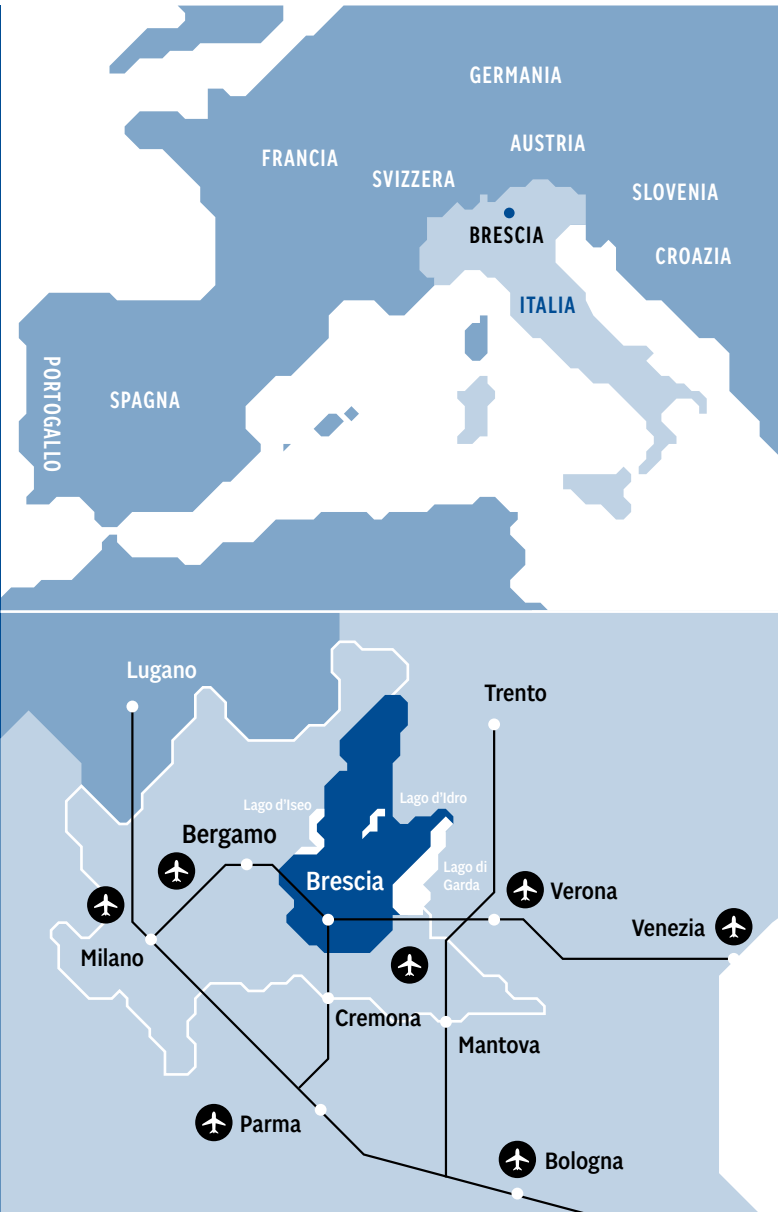 GERMANIA
AUSTRIA
FRANCIA
SVIZZERA
SLOVENIA
BRESCIA
CROAZIA
ITALIA
PORTOGALLO
SPAGNA
Lugano
Trento
Lago d'Iseo
Lago d'Idro
Bergamo
Brescia
Lago di
Garda
Verona
Venezia
Milano
Cremona
Mantova
Parma
Bologna